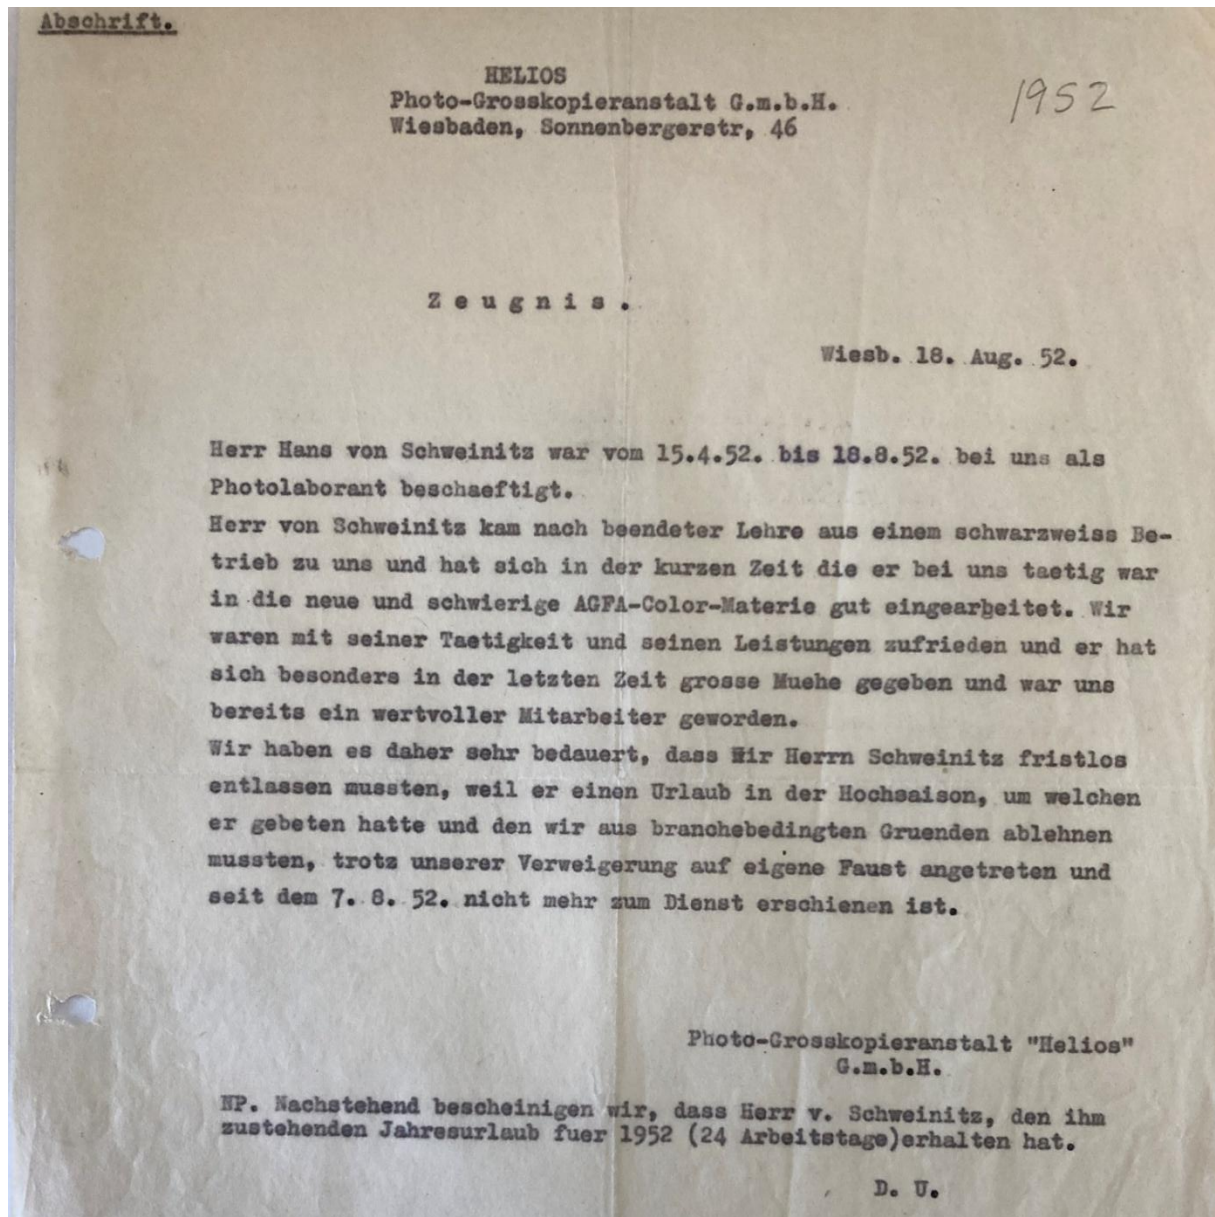 Abschrift.
HELIOS
Photo-Grosskopieranstalt G.m.b.H.
Wiesbaden, Sonnenbergerstr, 46
1952
Zeugnis.
Wiesb. 18. Aug. 52.
Herr Hans von Schweinitz war vom 15.4.52. bis 18.8.52. bei uns als
Photolaborant beschaeftigt.
Herr von Schweinitz kam nach beendeter Lehre aus einem schwarzweiss Be-
trieb zu uns und hat sich in der kurzen Zeit die er bei uns taetig war
in die neue und schwierige AGFA-Color-Materie gut eingearbeitet. Wir
waren mit seiner Taetigkeit und seinen Leistungen zufrieden und er hat
sich besonders in der letzten Zeit grosse Muehe gegeben und war uns
bereits ein wertvoller Mitarbeiter geworden.
Wir haben es daher sehr bedauert, dass Wir Herrn Schweinitz fristlos
entlassen mussten, weil er einen Urlaub in der Hochsaison, um welchen
er gebeten hatte und den wir aus branchebedingten Gruenden ablehnen
mussten, trotz unserer Verweigerung auf eigene Faust angetreten und
seit dem 7. 8. 52. nicht mehr zum Dienst erschienen ist.
Photo-Grosskopieranstalt "Helios"
G.m.b.H.
NP. Nachstehend bescheinigen wir, dass Herr v. Schweinitz, den ihm
zustehenden Jahresurlaub fuer 1952 (24 Arbeitstage)erhalten hat.
D. U.